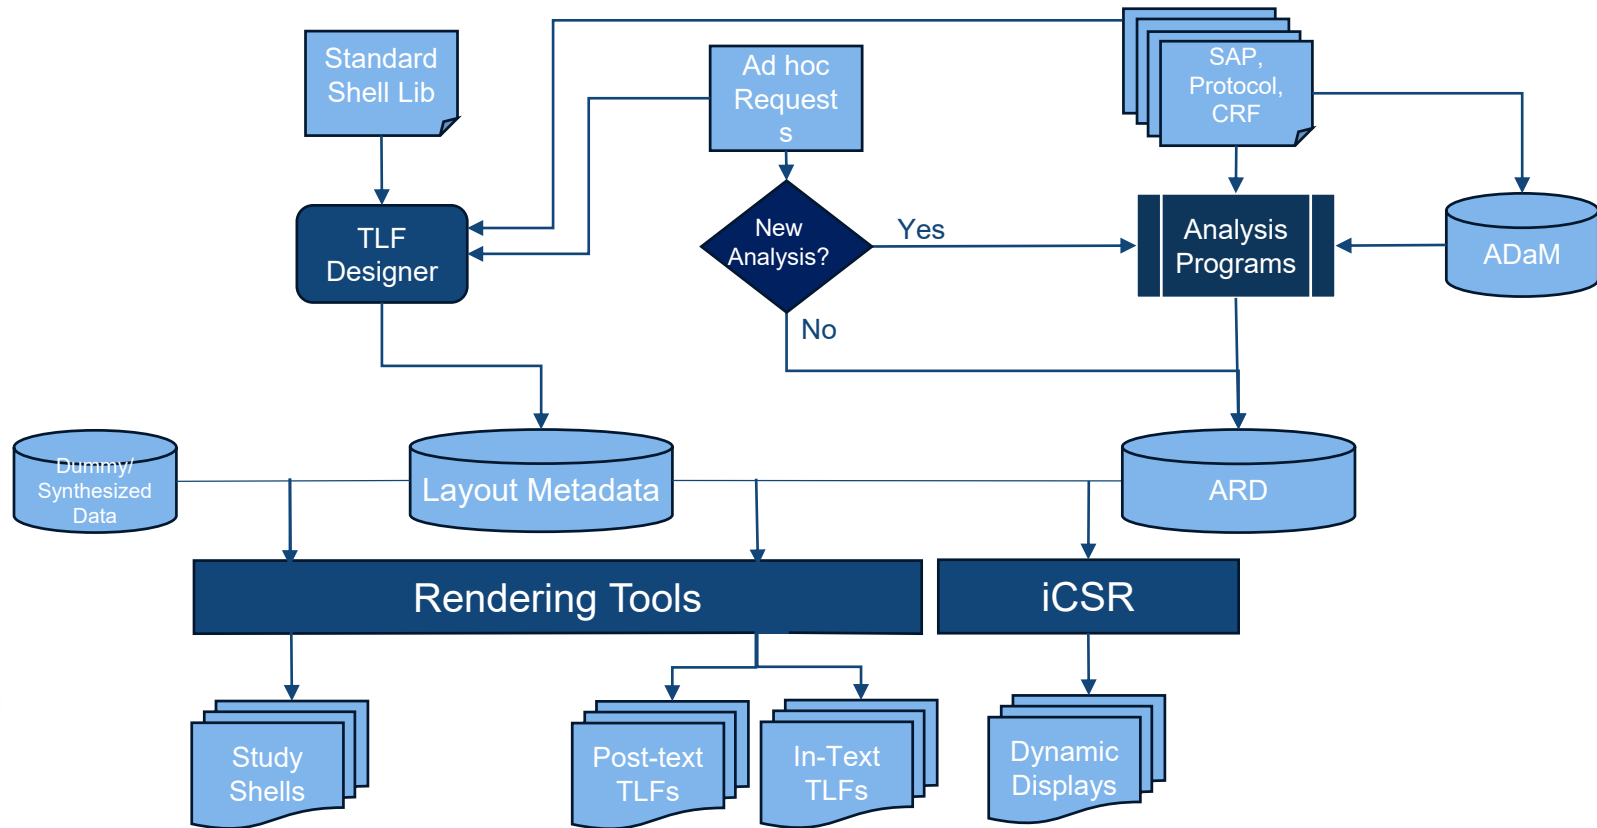 Standard
Shell Lib
Ad hoc
Request
s
SAP,
Protocol,
CRF
TLF
Designer
New
Analysis?
Yes
No
Analysis
Programs
ADaM
Dummy/
Synthesized
Data
Layout Metadata
ARD
Rendering Tools
iCSR
Study
Shells
Post-text
TLFs
In-Text
TLFs
Dynamic
Displays